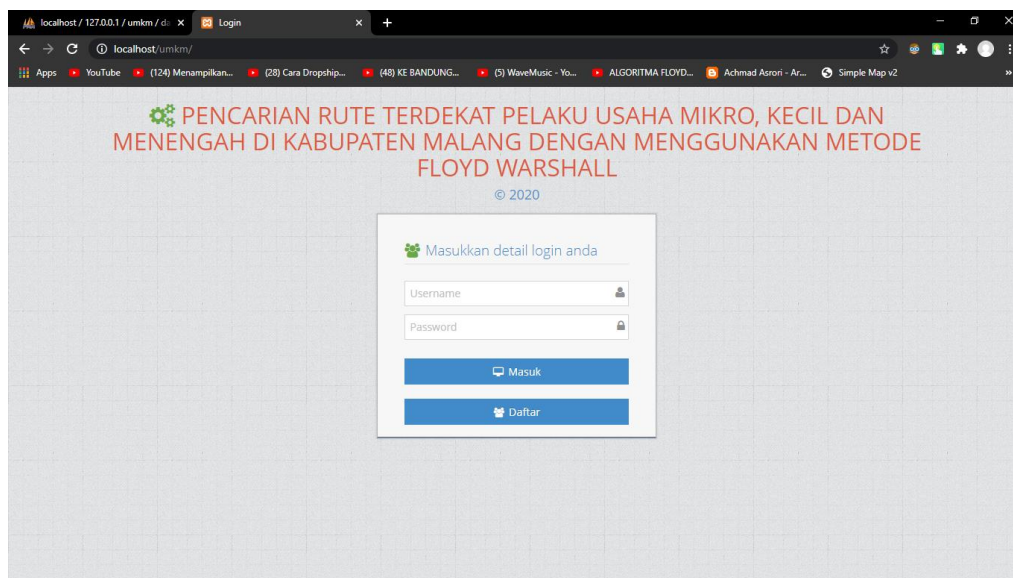 localhost / 127.0.0.1 / umkm / da
Login
localhost/umkm/
Apps
YouTube
(124) Menampilkan...
(28) Cara Dropship...
(48) KE BANDUNG...
(5) WaveMusic - Yo...
ALGORITMA FLOYD...
Achmad Asrori - Ar...
Simple Map v2
PENCARIAN RUTE TERDEKAT PELAKU USAHA MIKRO, KECIL DAN
MENENGAH DI KABUPATEN MALANG DENGAN MENGGUNAKAN METODE
FLOYD WARSHALL
© 2020
Masukkan detail login anda
Username
Password
Masuk
Daftar